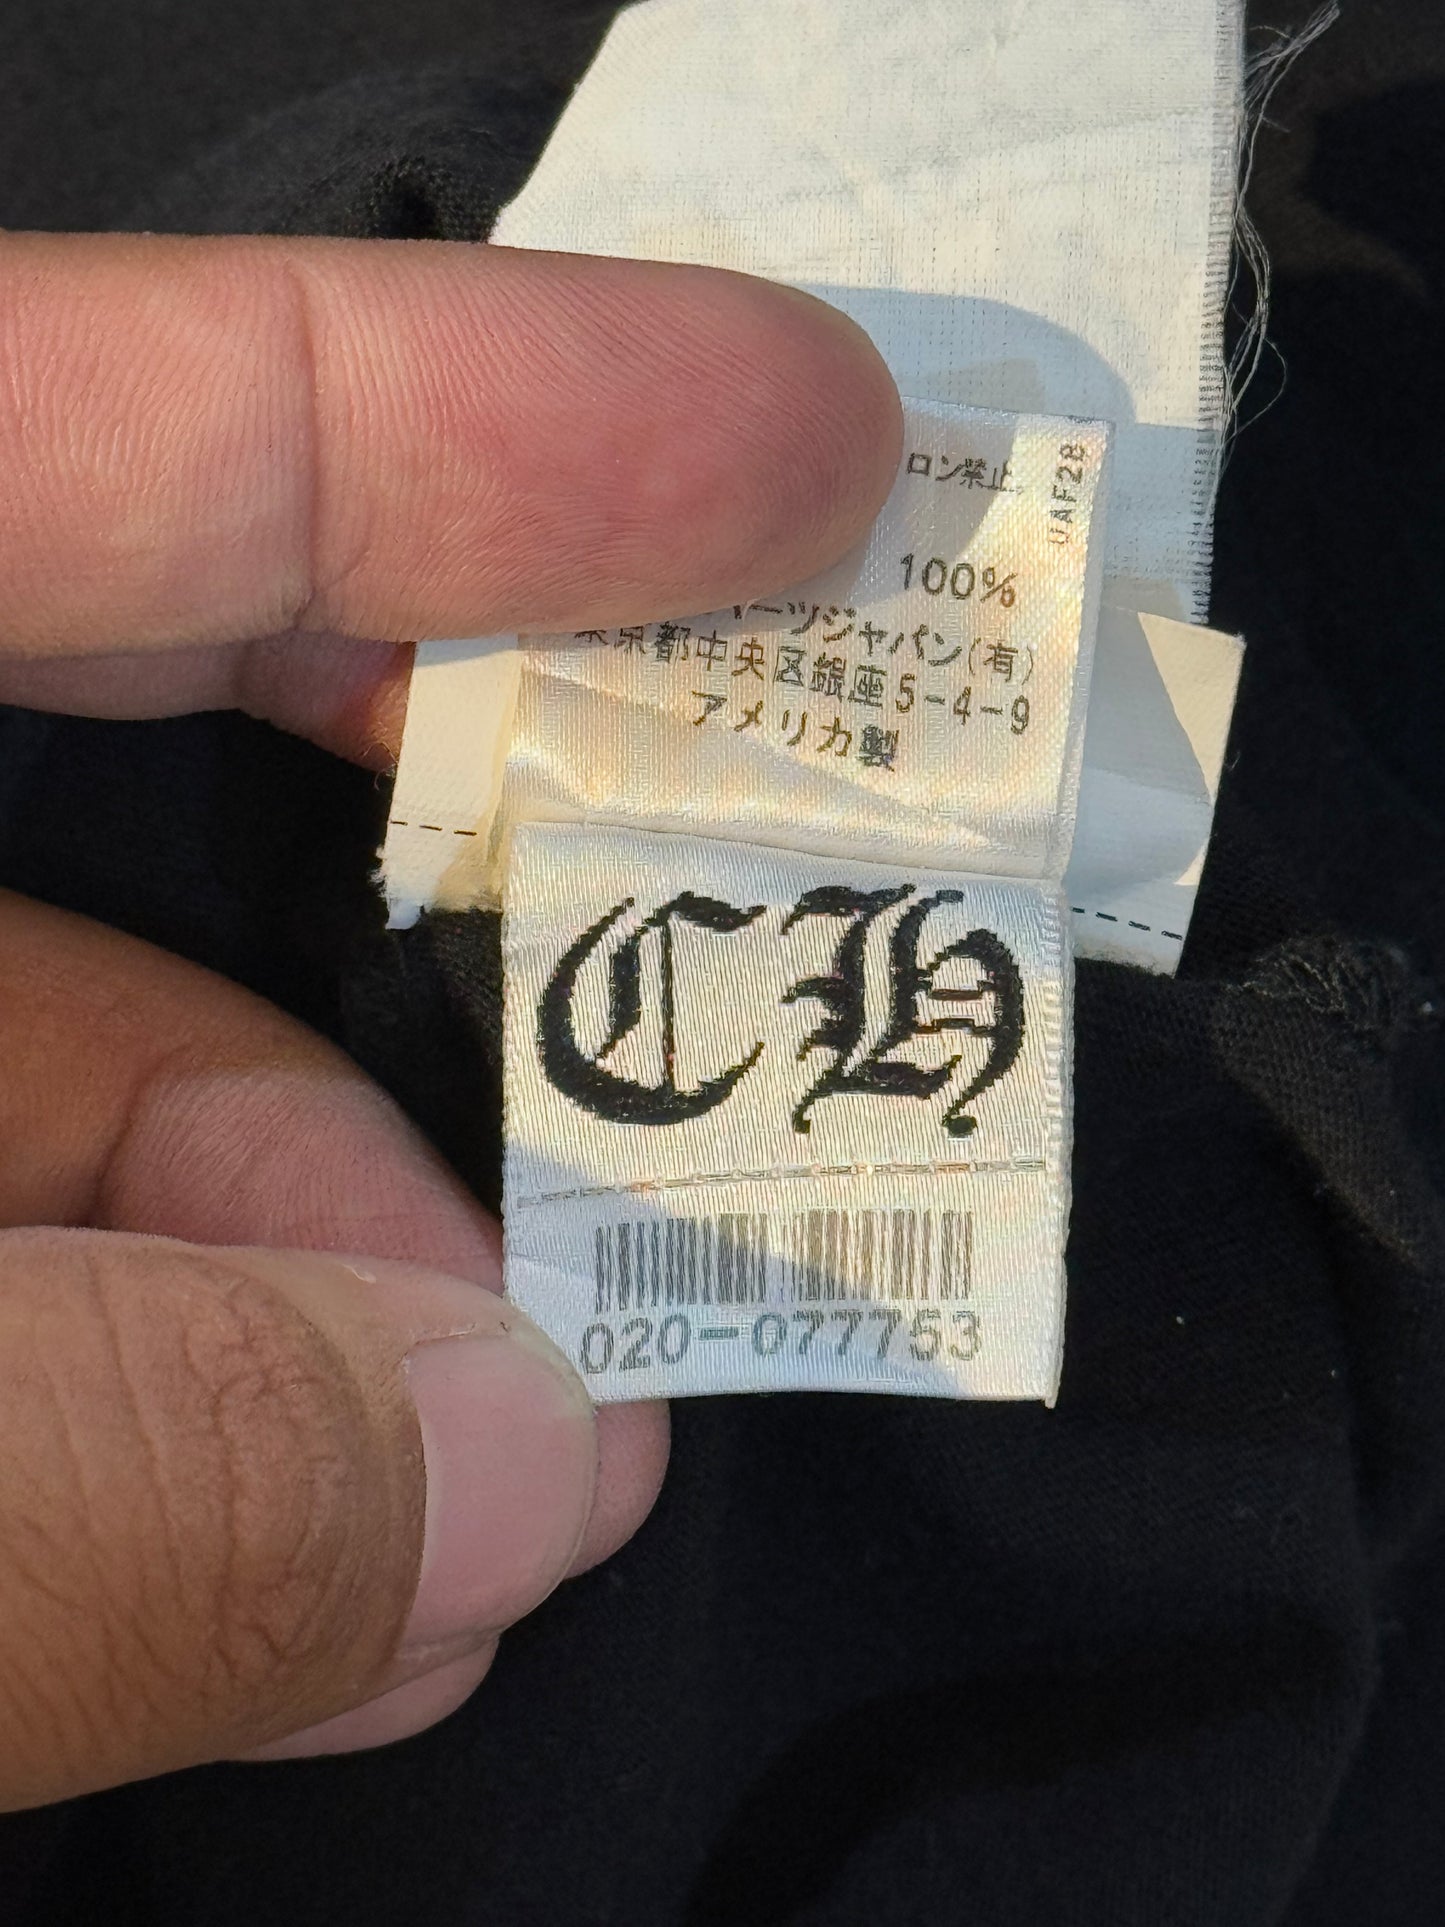 ロン禁止
UAF2B
100%
ーツジャパン(有)
東京都中央区銀座5-4-9
アメリカ製
CH
020-077753